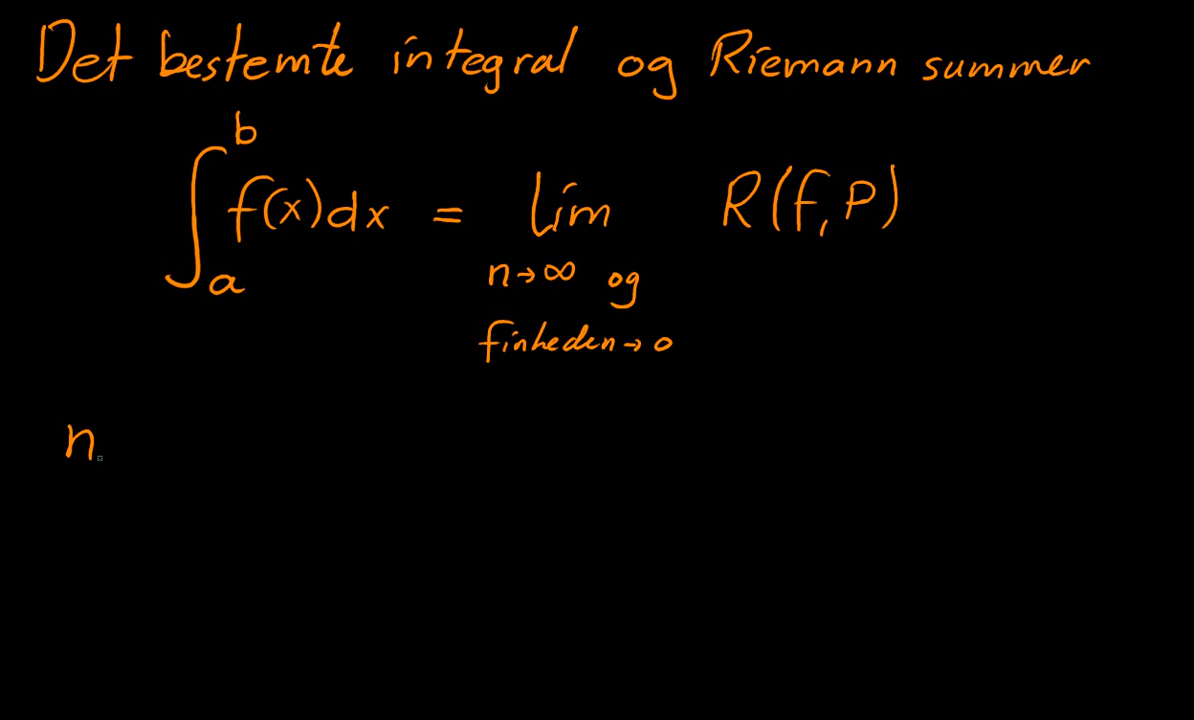 Det bestemte integral og Riemann summer
∫_a^b f(x)dx = lim R(f,P)
n→∞ og
finheden→0
n